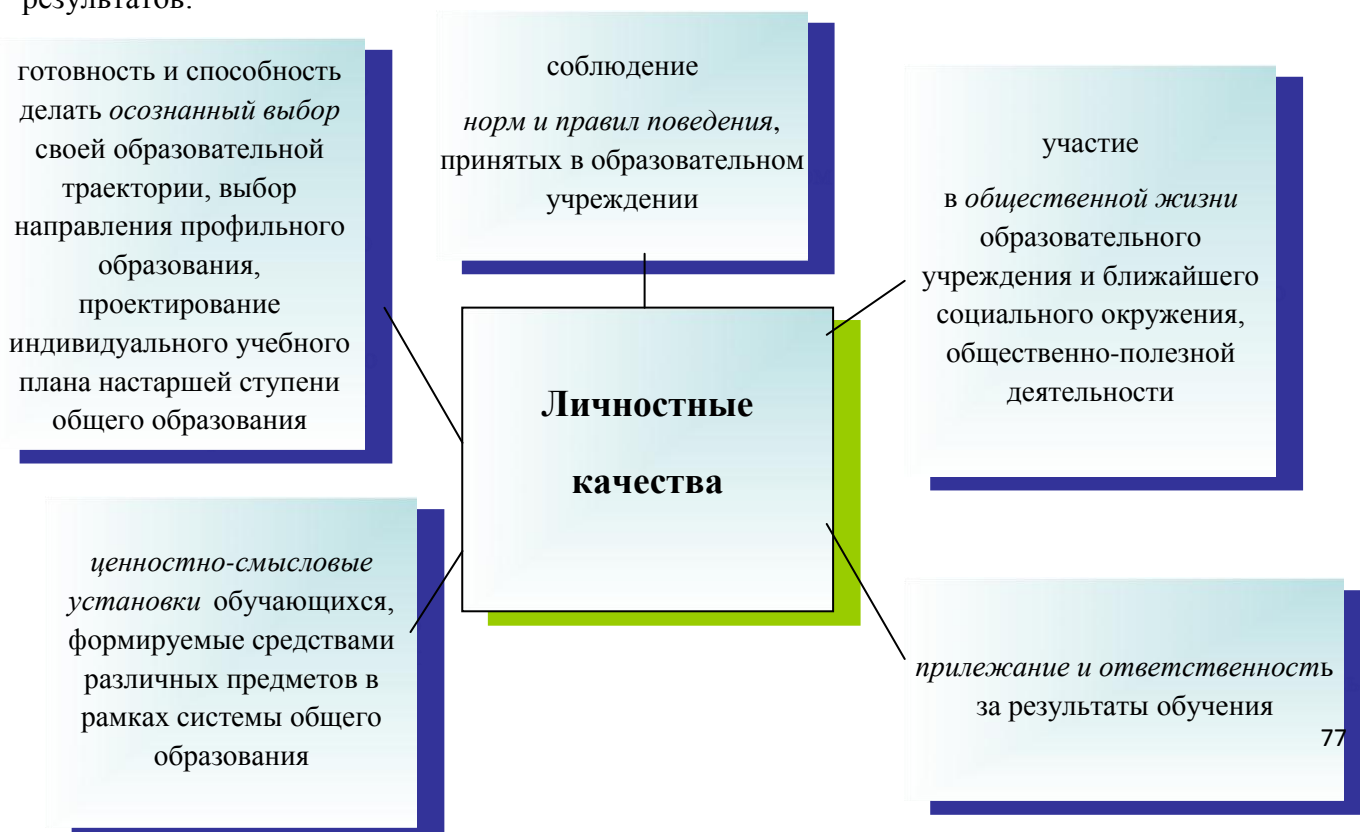 результатов:
готовность и способность
делать осознанный выбор
своей образовательной
траектории, выбор
направления профильного
образования,
проектирование
индивидуального учебного
плана настаршей ступени
общего образования
соблюдение
норм и правил поведения,
принятых в образовательном
учреждении
участие
в общественной жизни
образовательного
учреждения и ближайшего
социального окружения,
общественно-полезной
деятельности
Личностные
качества
ценностно-смысловые
установки обучающихся,
формируемые средствами
различных предметов в
рамках системы общего
образования
прилежание и ответственность
за результаты обучения
77